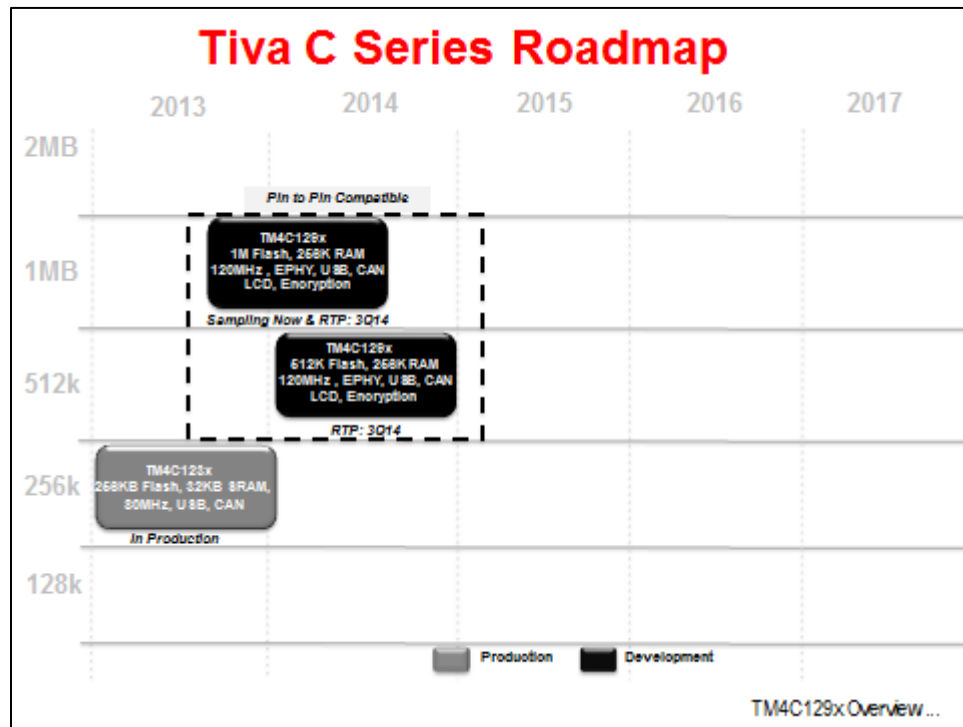 Tiva C Series Roadmap
2013 2014 2015 2016 2017
2MB
Pin to Pin Compatible
1MB
TM4C129x
1M Flash, 256K RAM
120MHz , EPHY, USB, CAN
LCD, Encryption
Sampling Now & RTP: 3Q14
512k
TM4C129x
512K Flash, 256K RAM
120MHz , EPHY, USB, CAN
LCD, Encryption
RTP: 3Q14
256k
TM4C123x
256KB Flash, 32KB SRAM,
80MHz, USB, CAN
In Production
128k
Production
Development
TM4C129x Overview ...